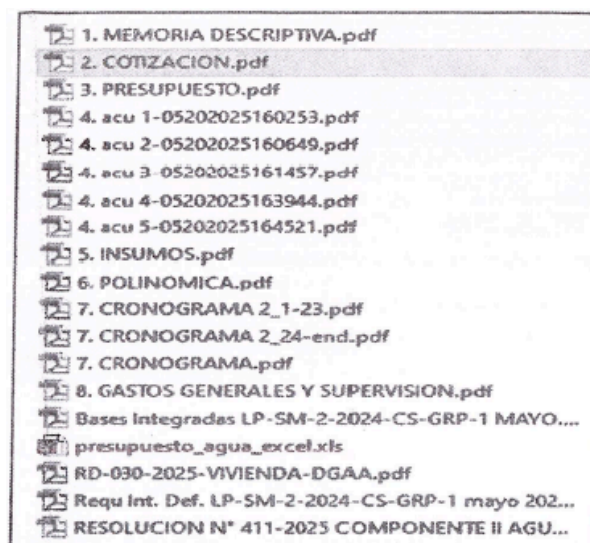 1. MEMORIA DESCRIPTIVA.pdf
2. COTIZACION.pdf
3. PRESUPUESTO.pdf
4. acu 1-05202025160253.pdf
4. acu 2-05202025160649.pdf
4. acu 3-05202025161457.pdf
4. acu 4-05202025163944.pdf
4. acu 5-05202025164521.pdf
5. INSUMOS.pdf
6. POLINOMICA.pdf
7. CRONOGRAMA 2_1-23.pdf
7. CRONOGRAMA 2_24-end.pdf
7. CRONOGRAMA.pdf
8. GASTOS GENERALES Y SUPERVISION.pdf
Bases Integradas LP-SM-2-2024-CS-GRP-1 MAYO....
presupuesto_agua_excel.xls
RD-030-2025-VIVIENDA-DGAA.pdf
Requ Int. Def. LP-SM-2-2024-CS-GRP-1 mayo 202...
RESOLUCION N° 411-2025 COMPONENTE II AGU...